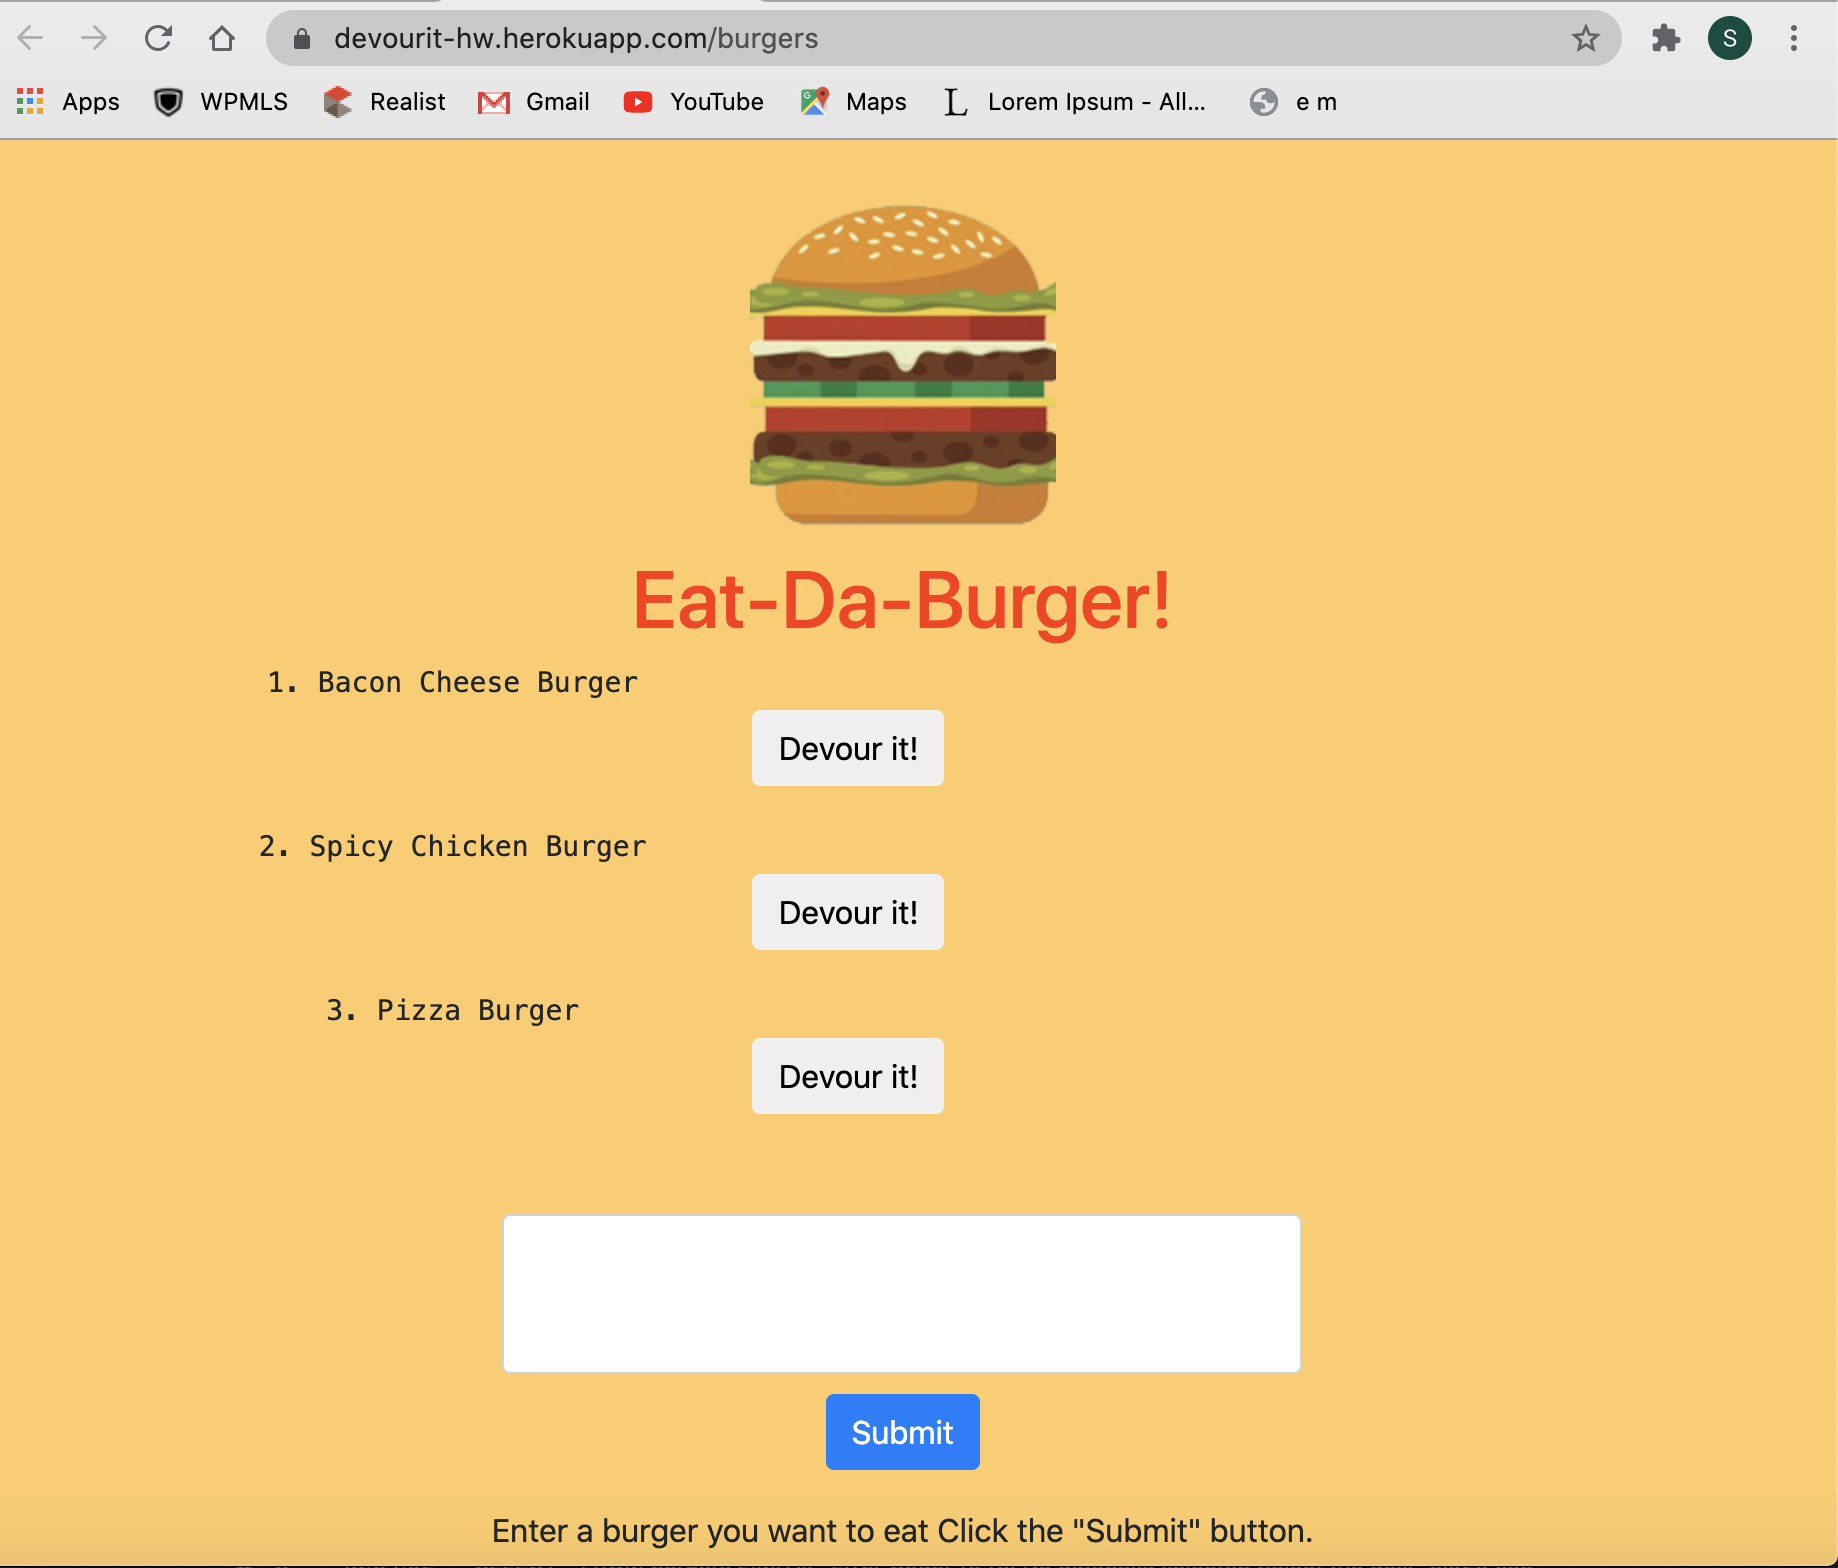 devourit-hw.herokuapp.com/burgers
S
Apps WPMLS Realist Gmail YouTube Maps L Lorem Ipsum - All... e m
Eat-Da-Burger!
1. Bacon Cheese Burger
Devour it!
2. Spicy Chicken Burger
Devour it!
3. Pizza Burger
Devour it!
Submit
Enter a burger you want to eat Click the "Submit" button.